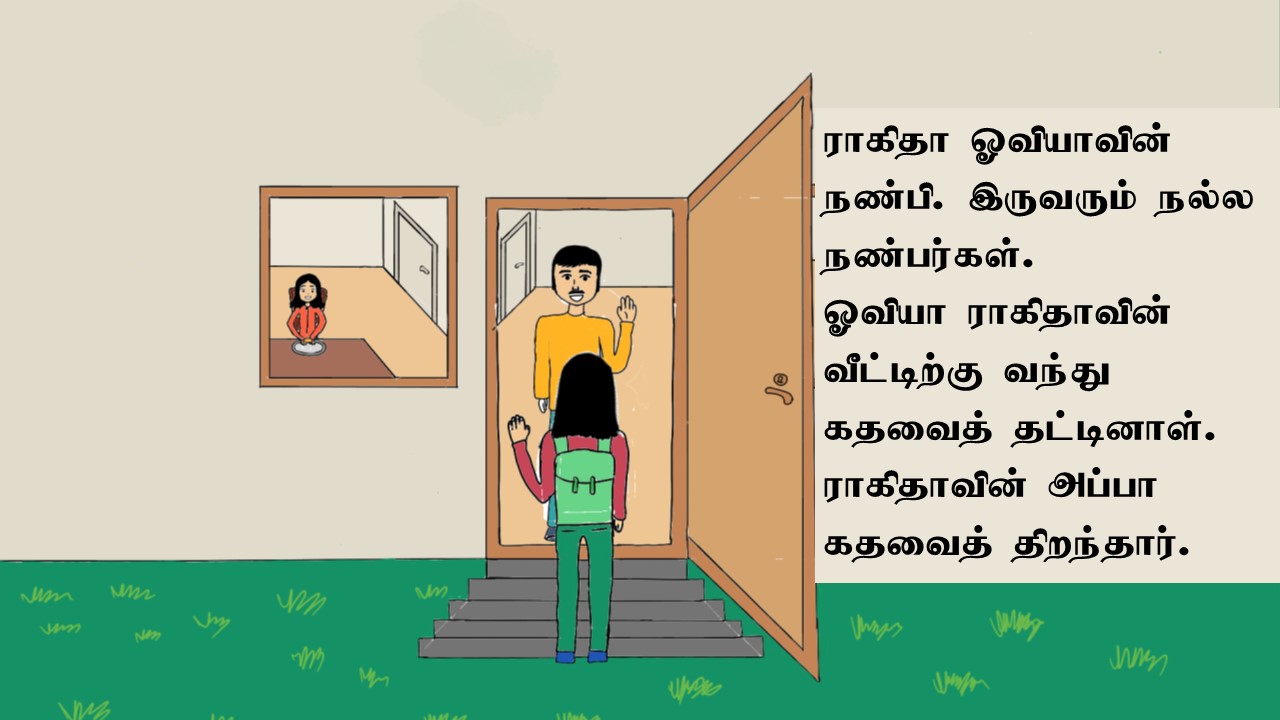 ராகிதா ஓவியாவின்
நண்பி. இருவரும் நல்ல
நண்பர்கள்.
ஓவியா ராகிதாவின்
வீட்டிற்கு வந்து
கதவைத் தட்டினாள்.
ராகிதாவின் அப்பா
கதவைத் திறந்தார்.